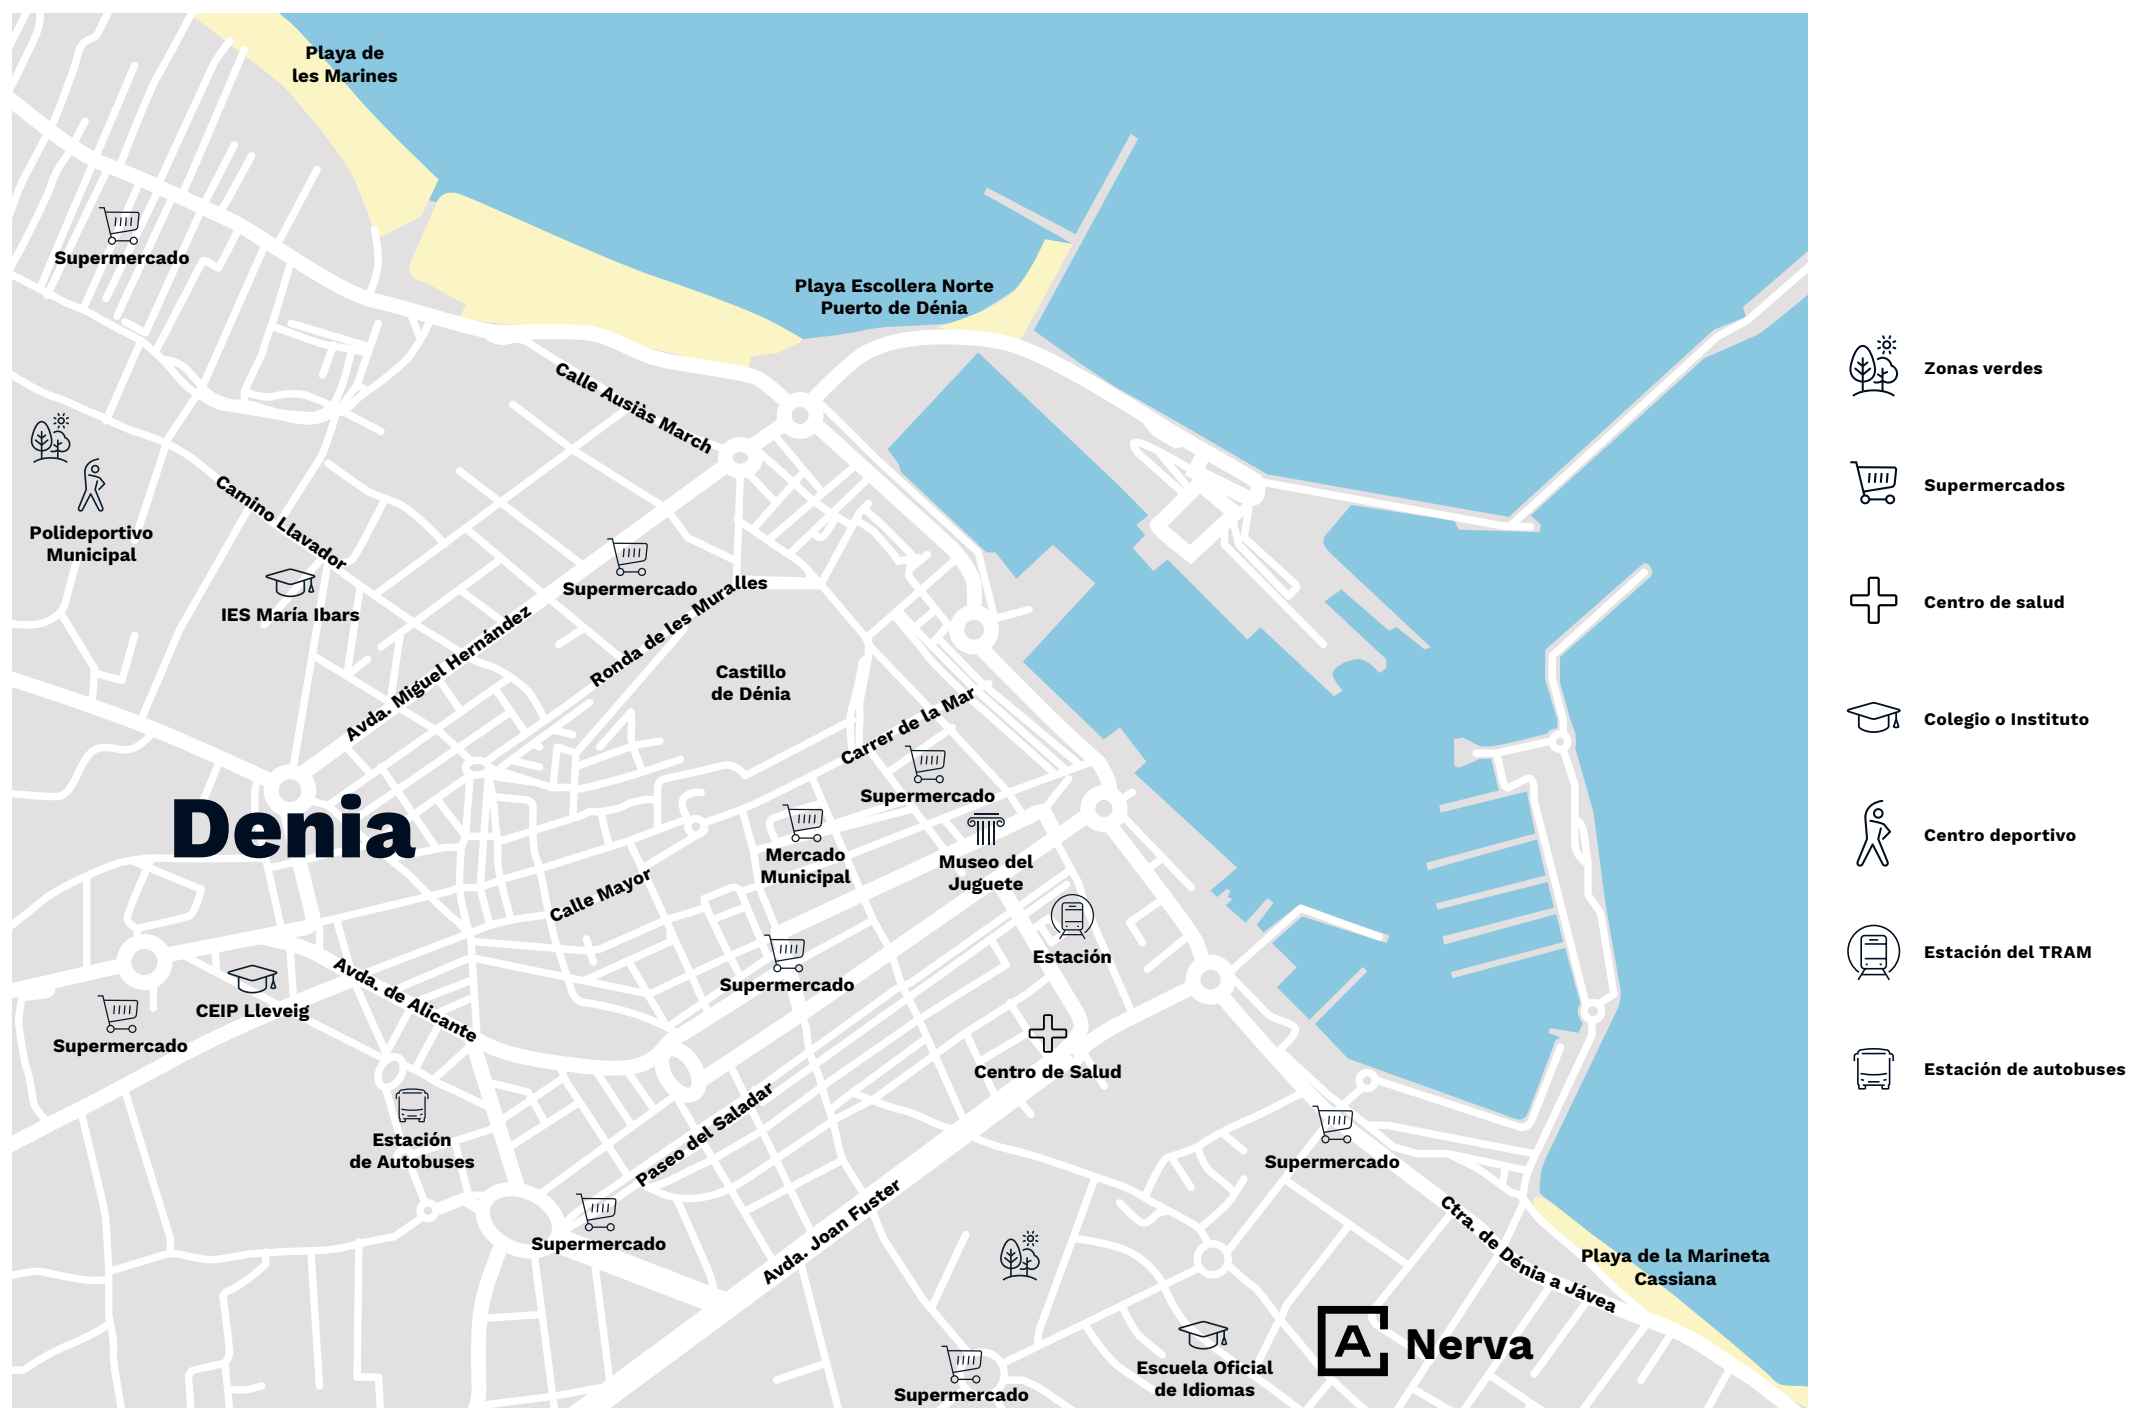 Playa de
les Marines
Supermercado
Playa Escollera Norte
Puerto de Dénia
Calle Ausiàs March
Camino Llavador
Polideportivo
Municipal
IES María Ibars
Supermercado
Ronda de les Muralles
Avda. Miguel Hernández
Castillo
de Dénia
Carrer de la Mar
Supermercado
Denia
Mercado
Municipal
Museo del
Juguete
Calle Mayor
Estación
Supermercado
Avda. de Alicante
CEIP Lleveig
Supermercado
Centro de Salud
Estación
de Autobuses
Paseo del Saladar
Supermercado
Supermercado
Avda. Joan Fuster
Ctra. de Dénia a Jávea
Playa de la Marineta
Cassiana
A
Nerva
Escuela Oficial
de Idiomas
Supermercado
Zonas verdes
Supermercados
Centro de salud
Colegio o Instituto
Centro deportivo
Estación del TRAM
Estación de autobuses